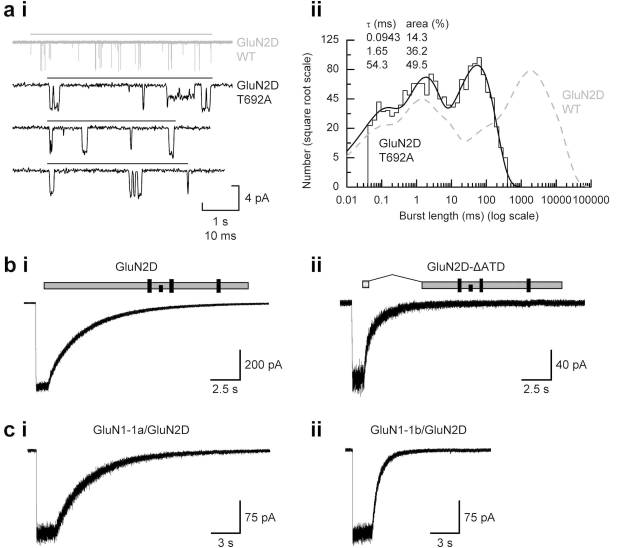 a i
GluN2D
WT
GluN2D
T692A
4 pA
1 s
10 ms
ii
τ (ms) area (%)
0.0943 14.3
1.65 36.2
54.3 49.5
125
80
45
20
5
0
Number (square root scale)
GluN2D
WT
GluN2D
T692A
0.01 0.1 1 10 100 1000 10000 100000
Burst length (ms) (log scale)
b i
GluN2D
200 pA
2.5 s
ii
GluN2D-ΔATD
40 pA
2.5 s
c i
GluN1-1a/GluN2D
75 pA
3 s
ii
GluN1-1b/GluN2D
75 pA
3 s